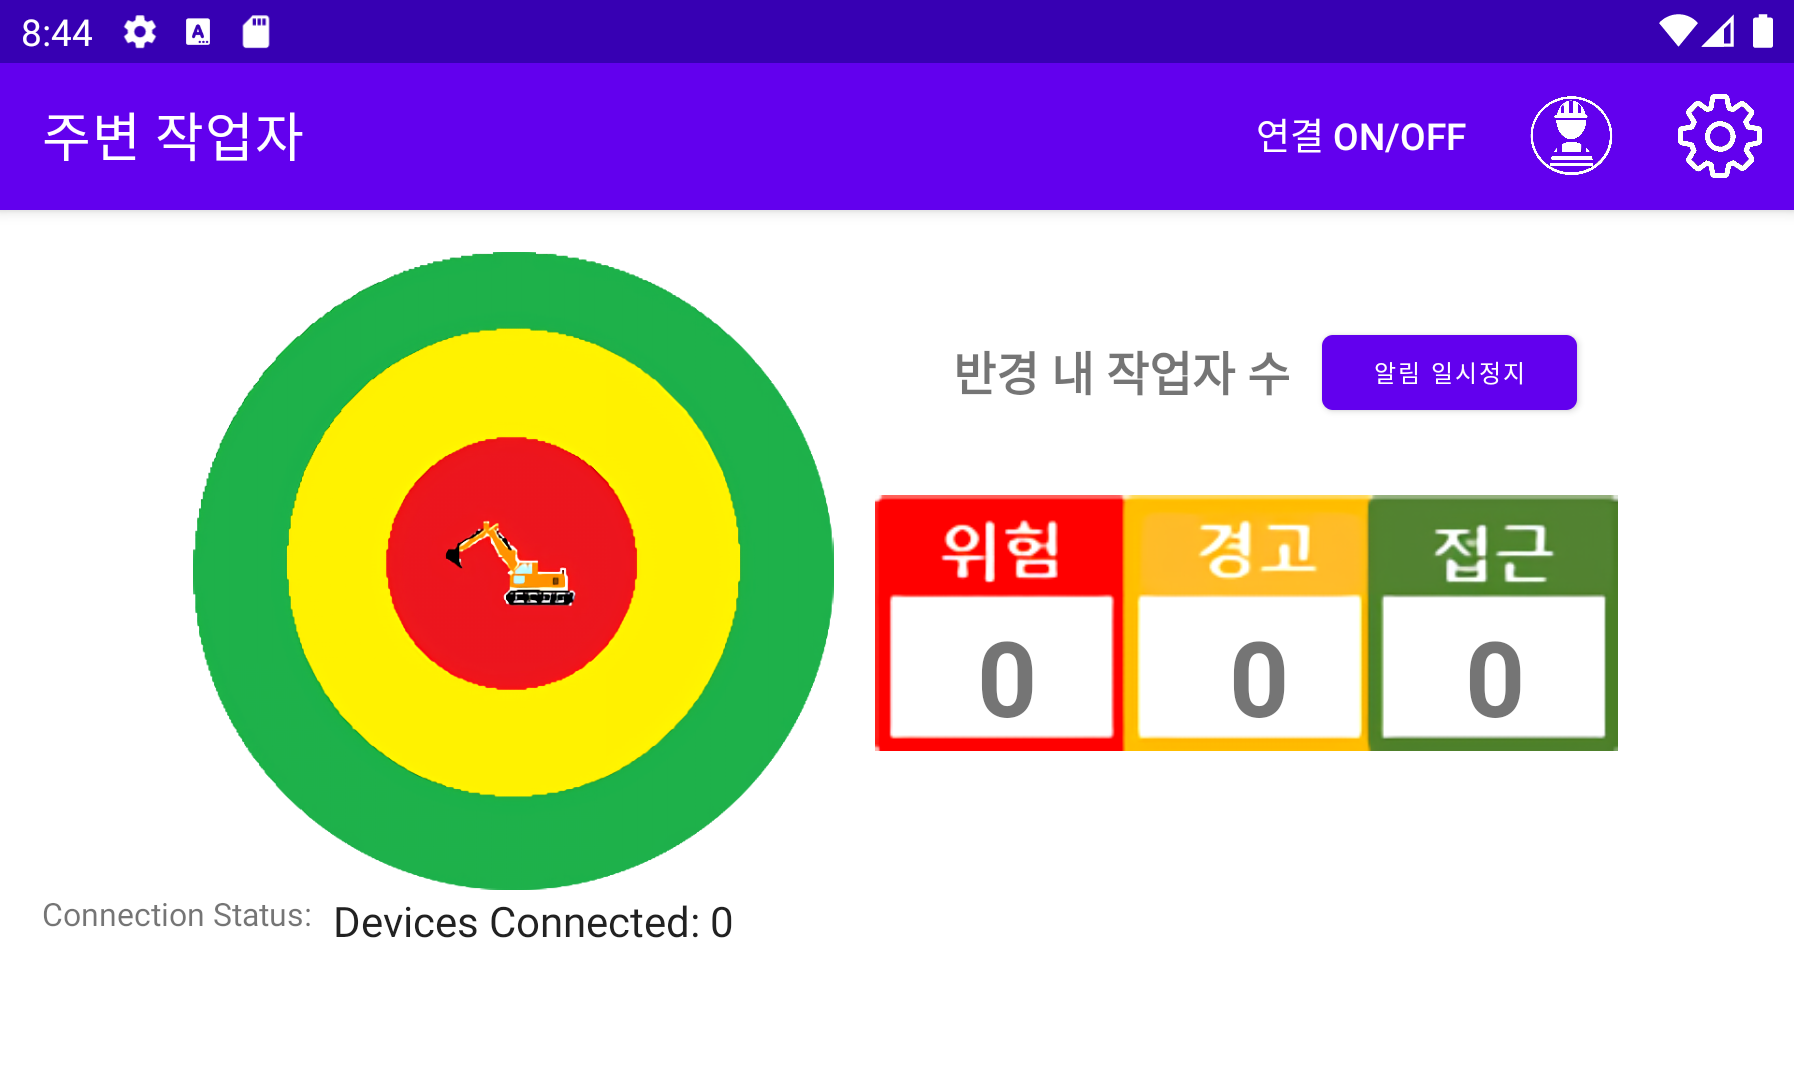 8:44
주변 작업자
연결 ON/OFF
반경 내 작업자 수
알림 일시정지
위험
경고
접근
0
0
0
Connection Status:
Devices Connected: 0